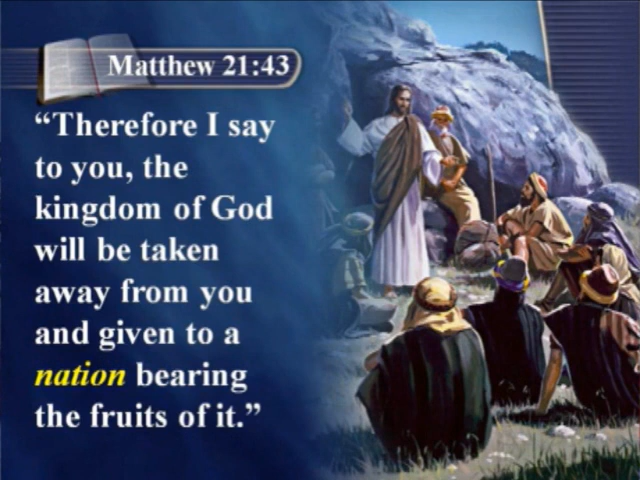 Matthew 21:43
“Therefore I say
to you, the
kingdom of God
will be taken
away from you
and given to a
nation bearing
the fruits of it.”